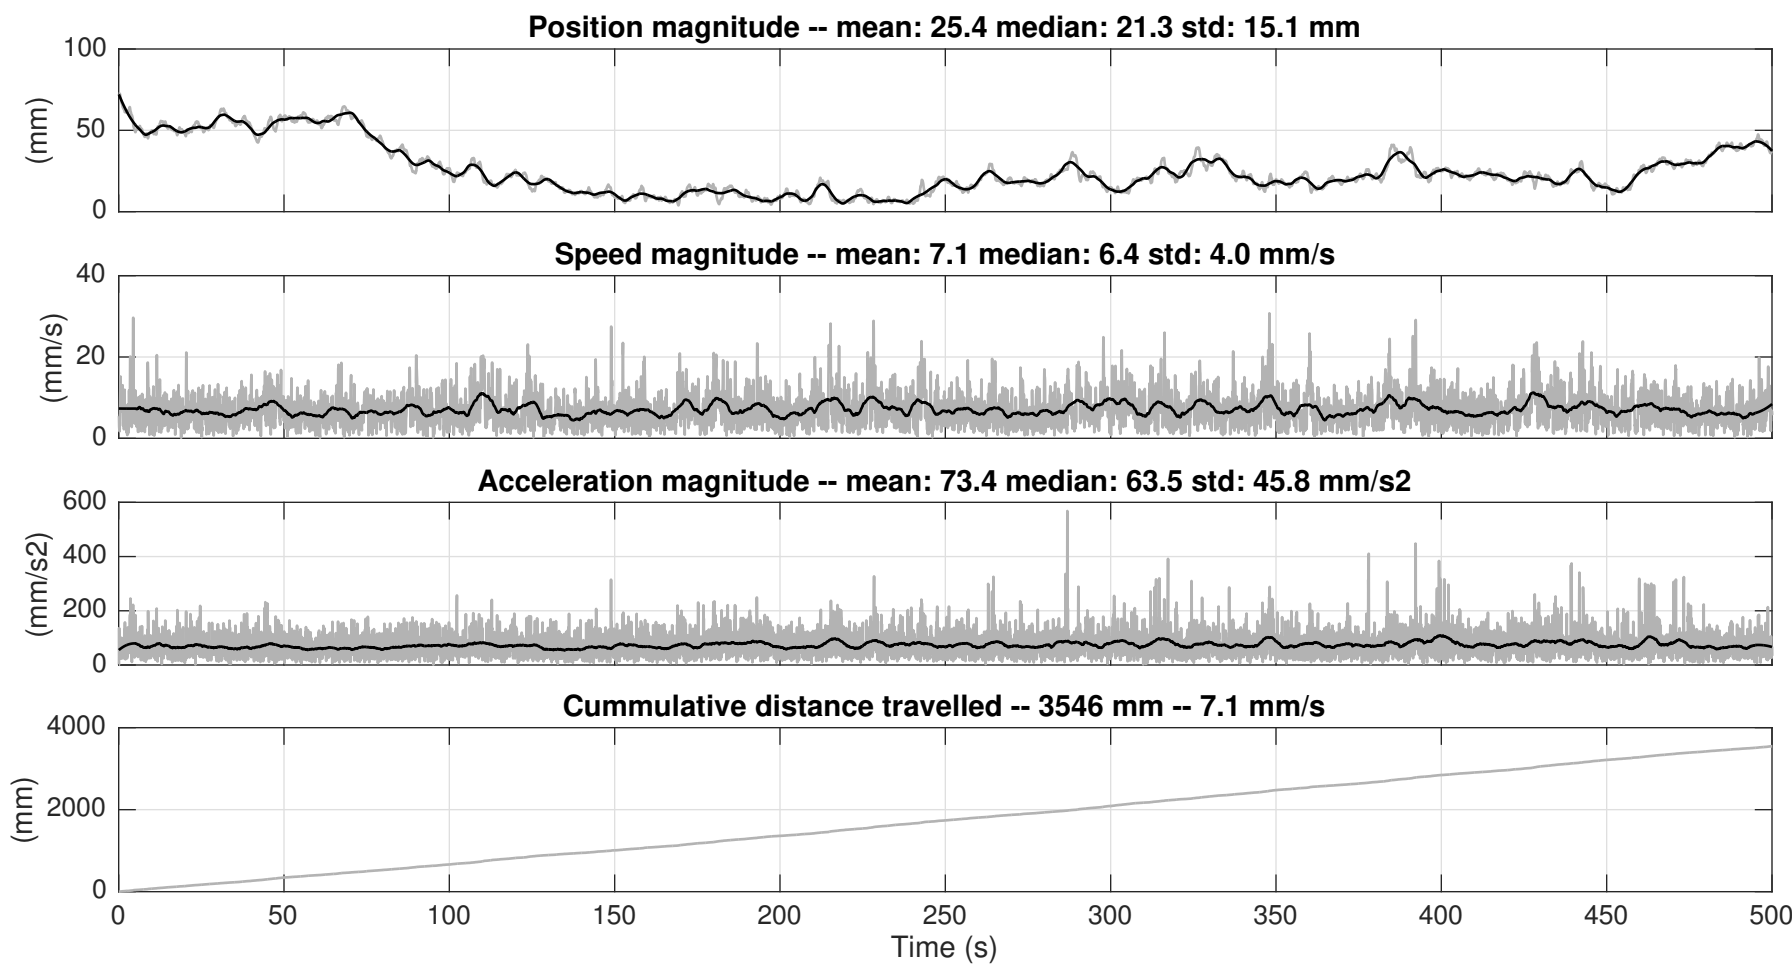 Position magnitude -- mean: 25.4 median: 21.3 std: 15.1 mm
100
50
0
(mm)
Speed magnitude -- mean: 7.1 median: 6.4 std: 4.0 mm/s
40
20
0
(mm/s)
Acceleration magnitude -- mean: 73.4 median: 63.5 std: 45.8 mm/s2
600
400
200
0
(mm/s2)
Cummulative distance travelled -- 3546 mm -- 7.1 mm/s
4000
2000
0
(mm)
0 50 100 150 200 250 300 350 400 450 500
Time (s)